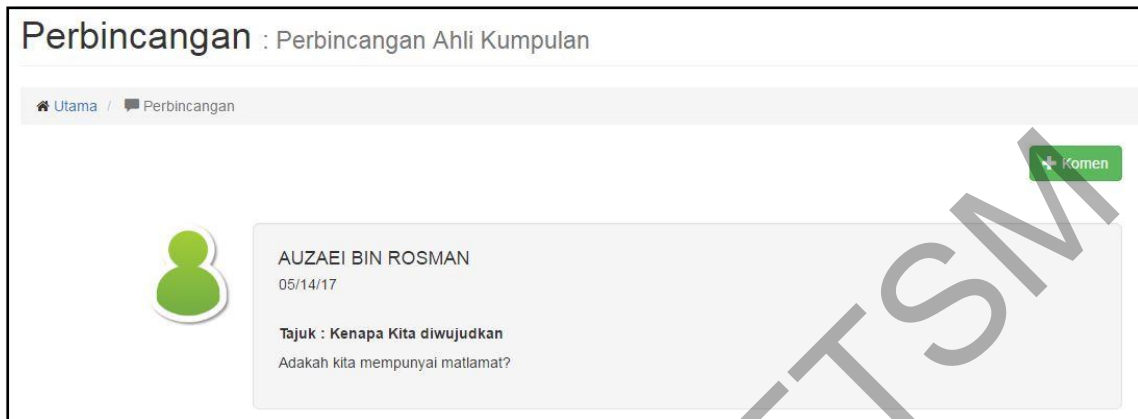 Perbincangan : Perbincangan Ahli Kumpulan
Utama / Perbincangan
+ Komen
AUZAEI BIN ROSMAN
05/14/17
Tajuk : Kenapa Kita diwujudkan
Adakah kita mempunyai matlamat?
TSM